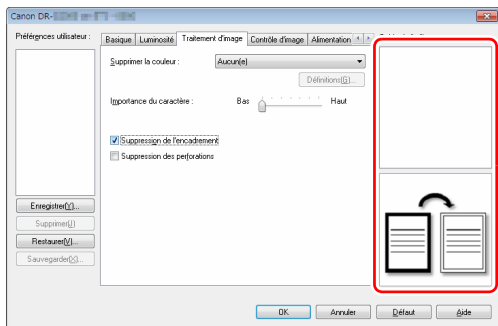 Canon DR-
Préférences utilisateur :
Basique Luminosité Traitement d'image Contrôle d'image Alimentation
Supprimer la couleur : Aucun(e)
Définitions(G)...
Importance du caractère : Bas Haut
Suppression de l'encadrement
Suppression des perforations
Enregistrer(Y)...
Supprimer(J)
Restaurer(V)...
Sauvegarder(X)...
OK Annuler Défaut Aide